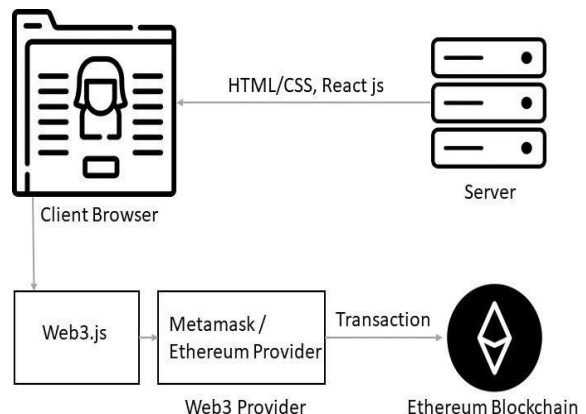 HTML/CSS, React js
Server
Client Browser
Web3.js
Metamask /
Ethereum Provider
Transaction
Web3 Provider
Ethereum Blockchain